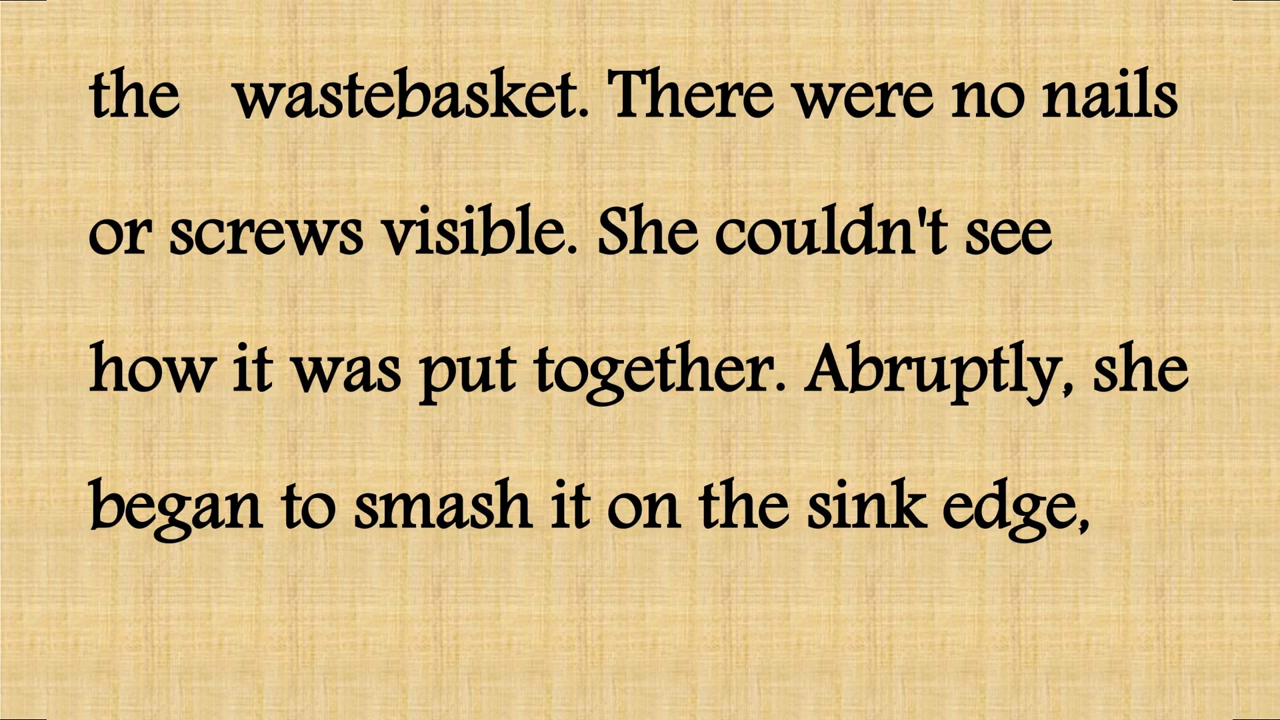 the   wastebasket. There were no nails
or screws visible. She couldn't see
how it was put together. Abruptly, she
began to smash it on the sink edge,